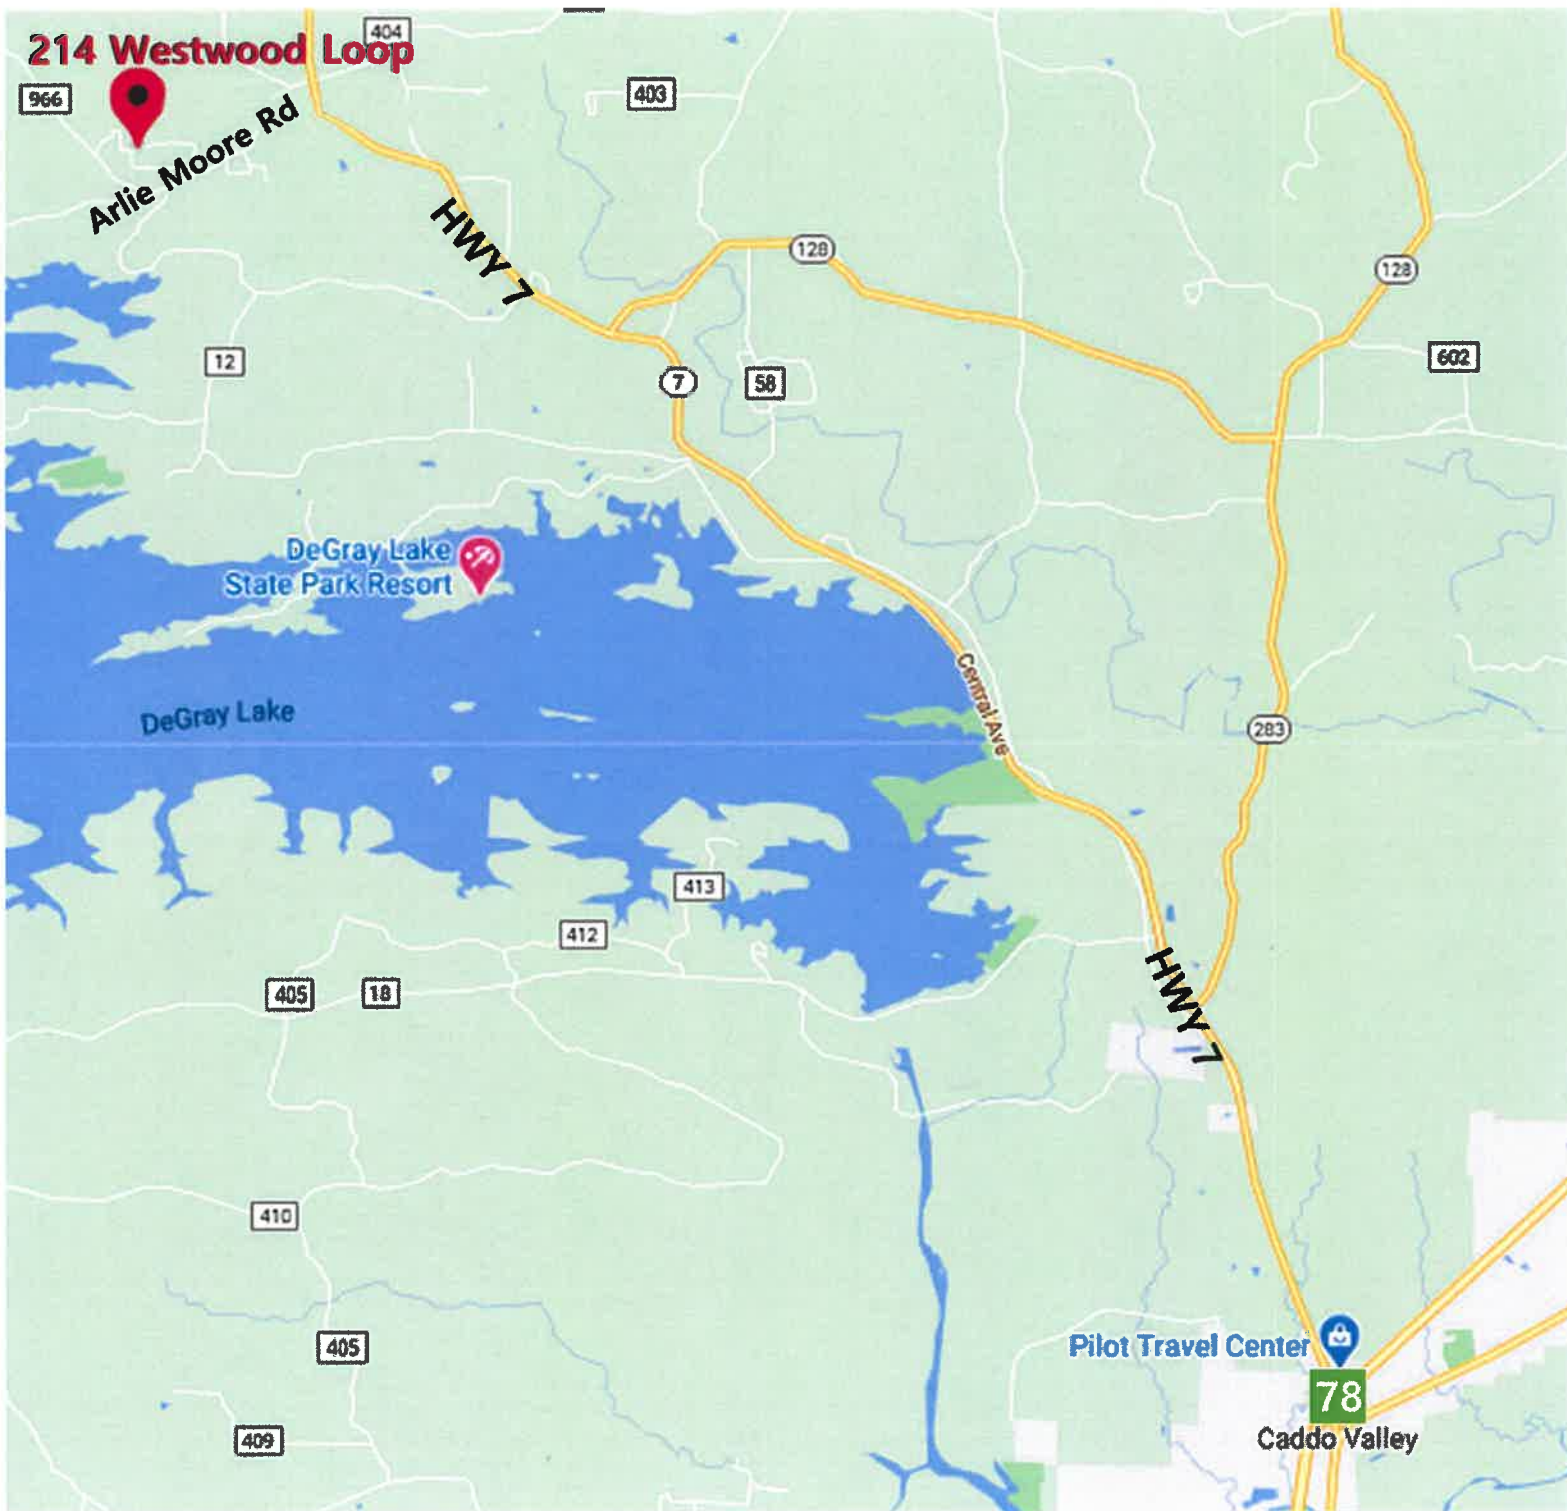 404
214 Westwood Loop
966
403
Arlie Moore Rd
HWY 7
128
128
12
7
58
602
DeGray Lake
State Park Resort
Central Ave
DeGray Lake
283
413
412
405
18
HWY 7
410
405
Pilot Travel Center
78
Caddo Valley
409